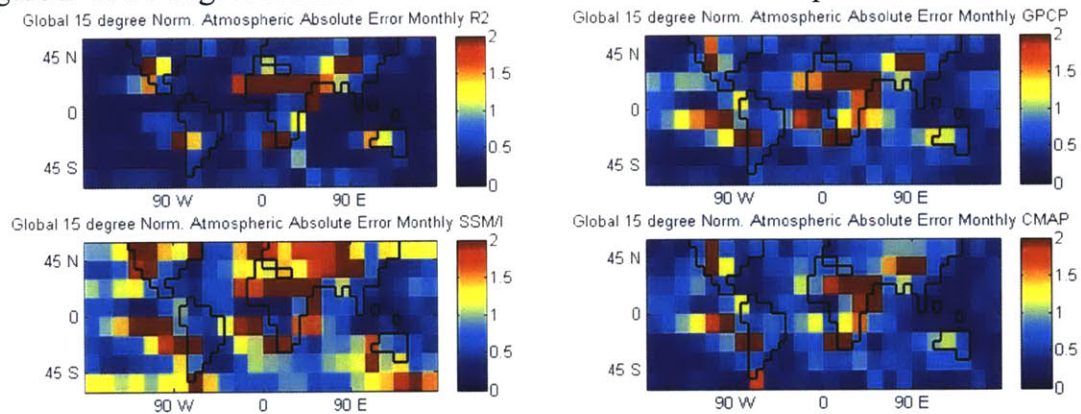 Global 15 degree Norm. Atmospheric Absolute Error Monthly R2
45 N
0
45 S
90 W 0 90 E
2
1.5
1
0.5
0
Global 15 degree Norm. Atmospheric Absolute Error Monthly GPCP
45 N
0
45 S
90 W 0 90 E
2
1.5
1
0.5
0
Global 15 degree Norm. Atmospheric Absolute Error Monthly SSM/I
45 N
0
45 S
90 W 0 90 E
2
1.5
1
0.5
0
Global 15 degree Norm. Atmospheric Absolute Error Monthly CMAP
45 N
0
45 S
90 W 0 90 E
2
1.5
1
0.5
0